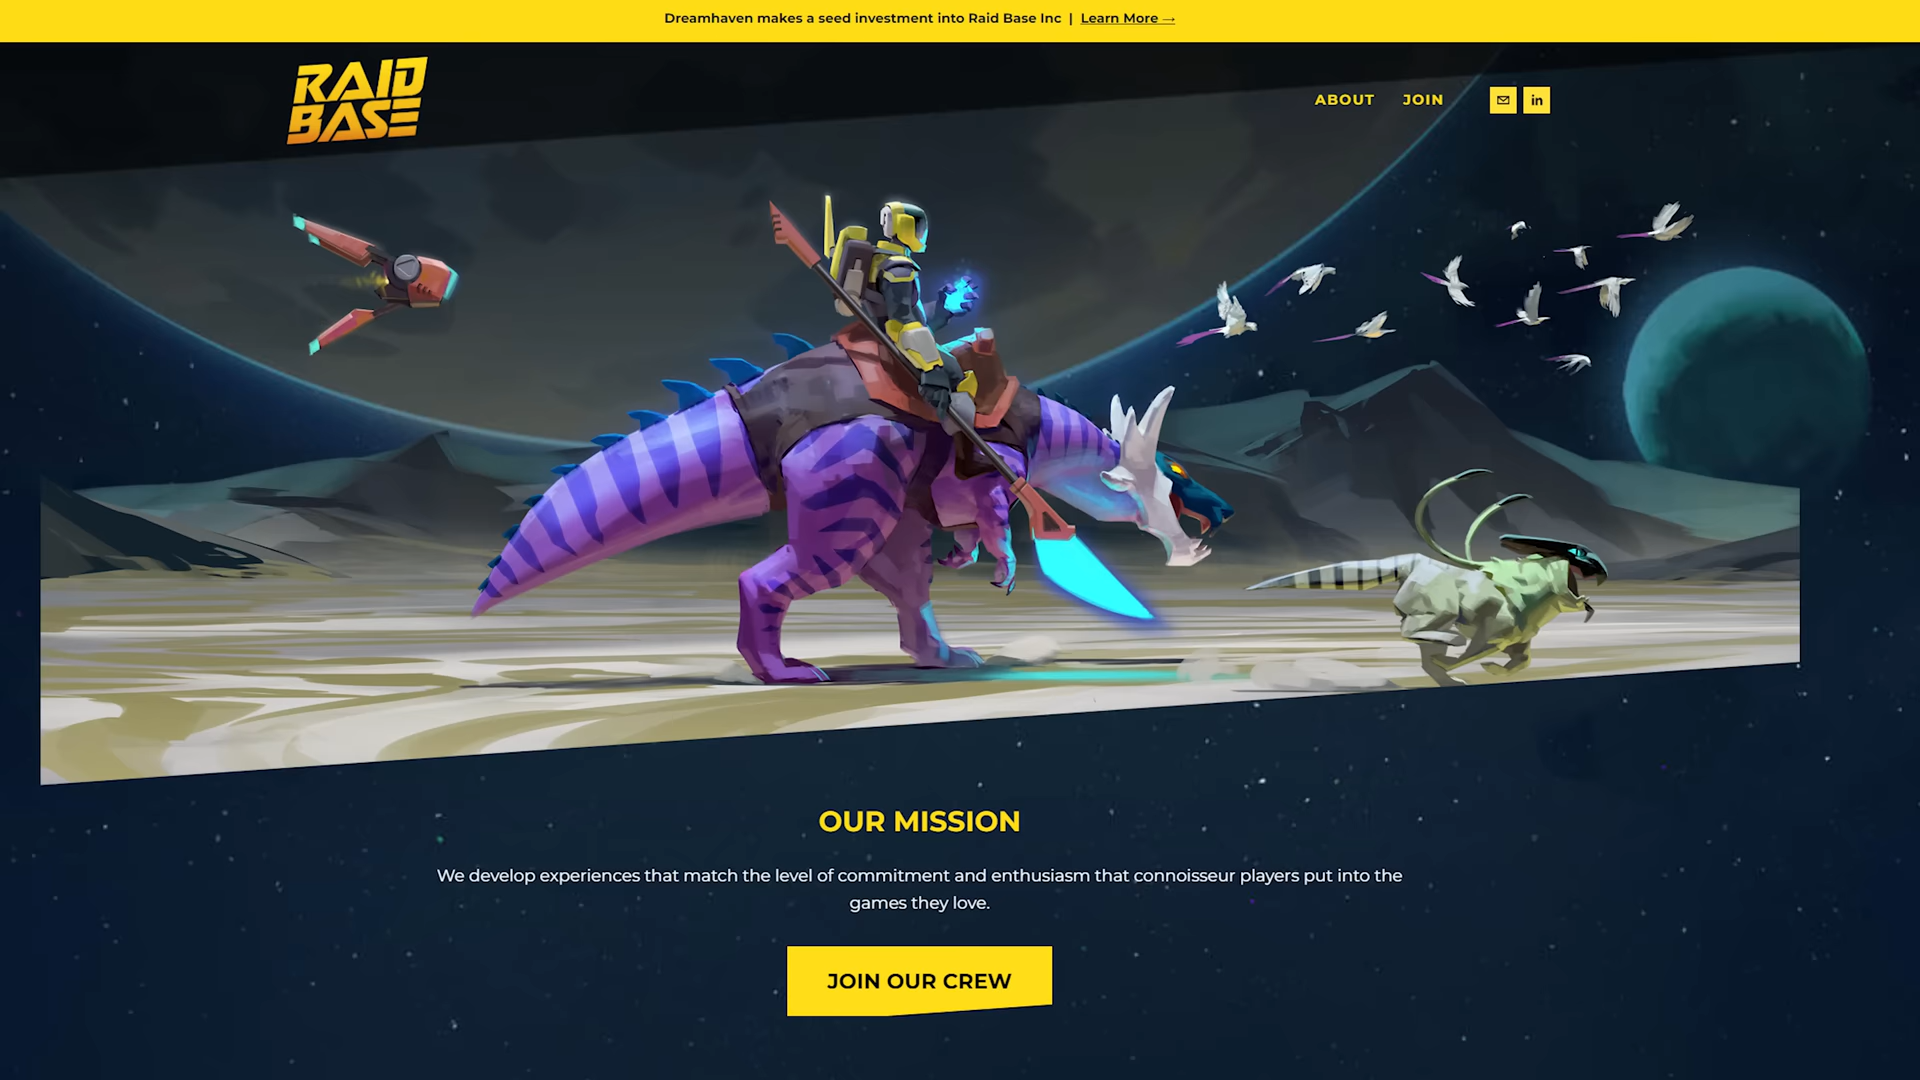 Dreamhaven makes a seed investment into Raid Base Inc | Learn More →
RAID
BASE
ABOUT JOIN in
OUR MISSION
We develop experiences that match the level of commitment and enthusiasm that connoisseur players put into the
games they love.
JOIN OUR CREW